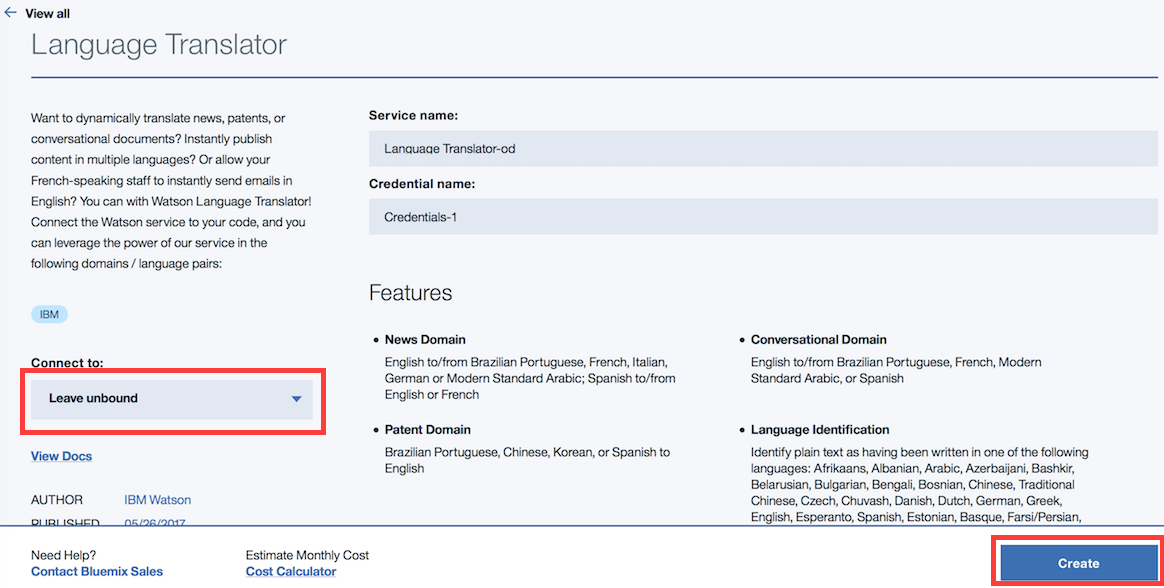 View all
Language Translator
Want to dynamically translate news, patents, or
conversational documents? Instantly publish
content in multiple languages? Or allow your
French-speaking staff to instantly send emails in
English? You can with Watson Language Translator!
Connect the Watson service to your code, and you
can leverage the power of our service in the
following domains / language pairs:
IBM
Connect to:
Leave unbound
View Docs
AUTHOR IBM Watson
PUBLISHED 05/26/2017
Service name:
Language Translator-od
Credential name:
Credentials-1
Features
• News Domain
English to/from Brazilian Portuguese, French, Italian,
German or Modern Standard Arabic; Spanish to/from
English or French
• Patent Domain
Brazilian Portuguese, Chinese, Korean, or Spanish to
English
• Conversational Domain
English to/from Brazilian Portuguese, French, Modern
Standard Arabic, or Spanish
• Language Identification
Identify plain text as having been written in one of the following
languages: Afrikaans, Albanian, Arabic, Azerbaijani, Bashkir,
Belarusian, Bulgarian, Bengali, Bosnian, Chinese, Traditional
Chinese, Czech, Chuvash, Danish, Dutch, German, Greek,
English, Esperanto, Spanish, Estonian, Basque, Farsi/Persian,
Need Help?
Contact Bluemix Sales
Estimate Monthly Cost
Cost Calculator
Create